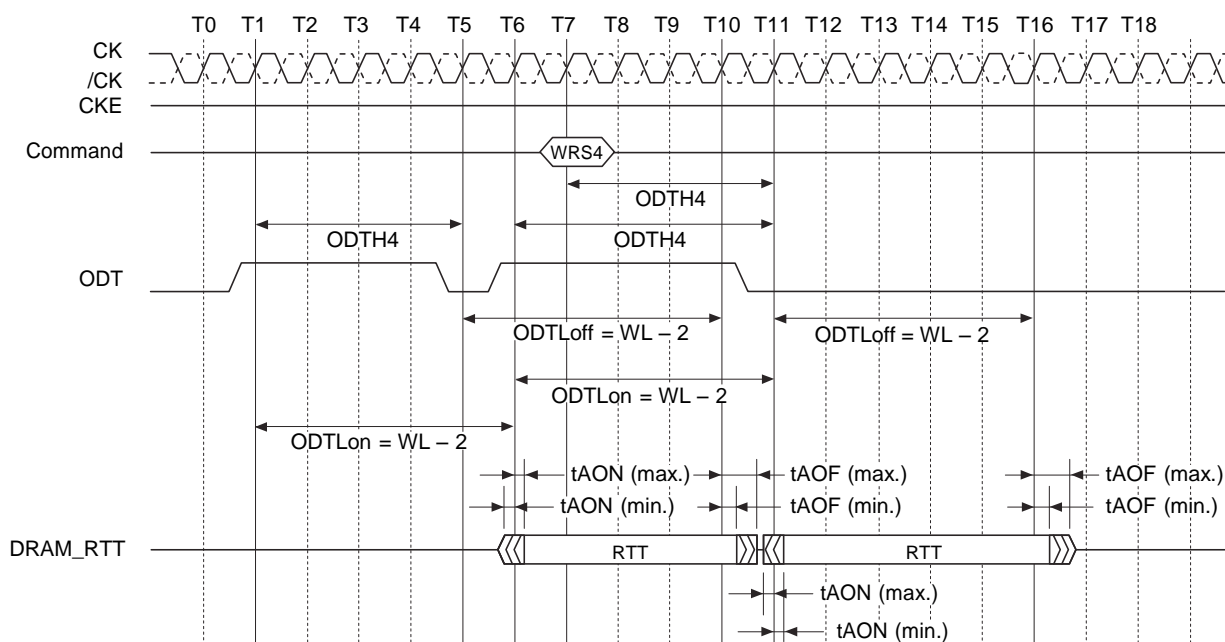 T0 T1 T2 T3 T4 T5 T6 T7 T8 T9 T10 T11 T12 T13 T14 T15 T16 T17 T18
CK
/CK
CKE
Command
WRS4
ODTH4
ODTH4
ODTH4
ODT
ODTLoff = WL – 2
ODTLoff = WL – 2
ODTLon = WL – 2
ODTLon = WL – 2
tAON (max.) tAOF (max.) tAOF (max.)
tAON (min.) tAOF (min.) tAOF (min.)
DRAM_RTT
RTT
RTT
tAON (max.)
tAON (min.)